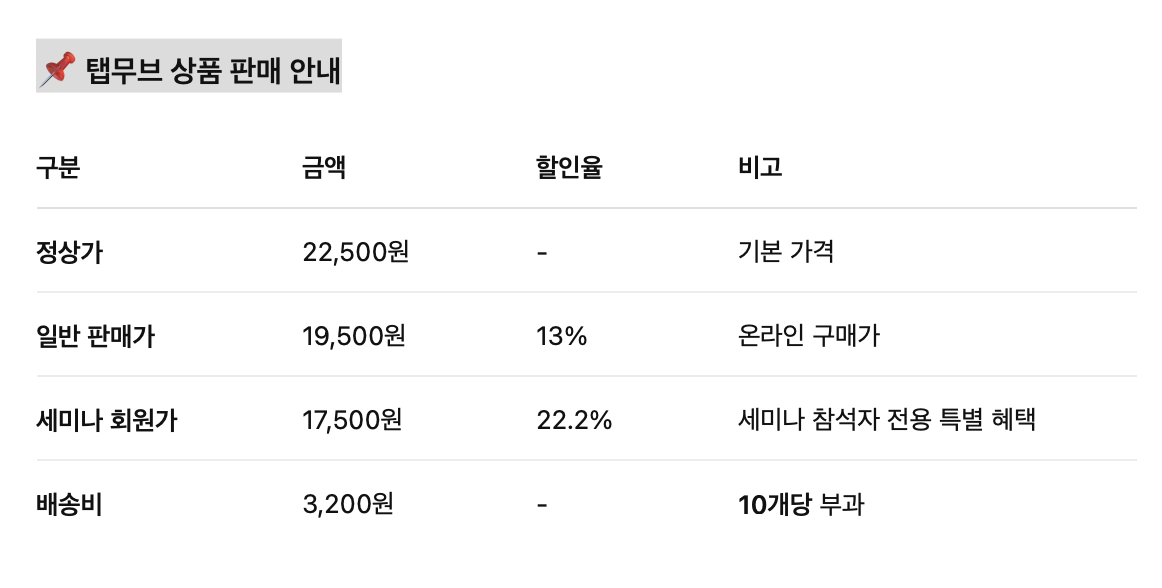 📌 탭무브 상품 판매 안내
구분 금액 할인율 비고
정상가 22,500원 - 기본 가격
일반 판매가 19,500원 13% 온라인 구매가
세미나 회원가 17,500원 22.2% 세미나 참석자 전용 특별 혜택
배송비 3,200원 - 10개당 부과